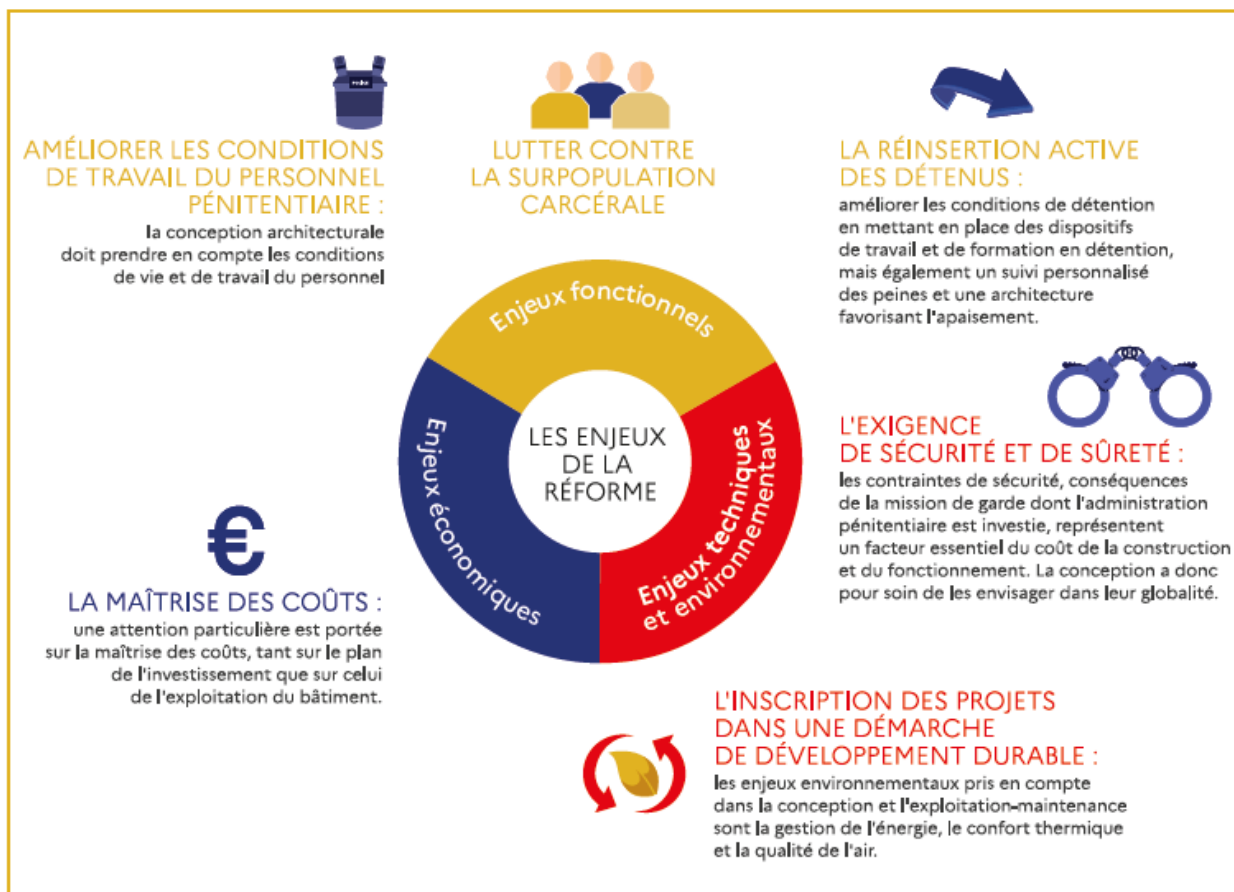 AMÉLIORER LES CONDITIONS
DE TRAVAIL DU PERSONNEL
PÉNITENTIAIRE :
la conception architecturale
doit prendre en compte les conditions
de vie et de travail du personnel
LUTTER CONTRE
LA SURPOPULATION
CARCÉRALE
LA RÉINSERTION ACTIVE
DES DÉTENUS :
améliorer les conditions de détention
en mettant en place des dispositifs
de travail et de formation en détention,
mais également un suivi personnalisé
des peines et une architecture
favorisant l'apaisement.
Enjeux fonctionnels
Enjeux économiques
LES ENJEUX
DE LA
RÉFORME
Enjeux techniques
et environnementaux
L'EXIGENCE
DE SÉCURITÉ ET DE SÛRETÉ :
les contraintes de sécurité, conséquences
de la mission de garde dont l'administration
pénitentiaire est investie, représentent
un facteur essentiel du coût de la construction
et du fonctionnement. La conception a donc
pour soin de les envisager dans leur globalité.
€
LA MAÎTRISE DES COÛTS :
une attention particulière est portée
sur la maîtrise des coûts, tant sur le plan
de l'investissement que sur celui
de l'exploitation du bâtiment.
L'INSCRIPTION DES PROJETS
DANS UNE DÉMARCHE
DE DÉVELOPPEMENT DURABLE :
les enjeux environnementaux pris en compte
dans la conception et l'exploitation-maintenance
sont la gestion de l'énergie, le confort thermique
et la qualité de l'air.